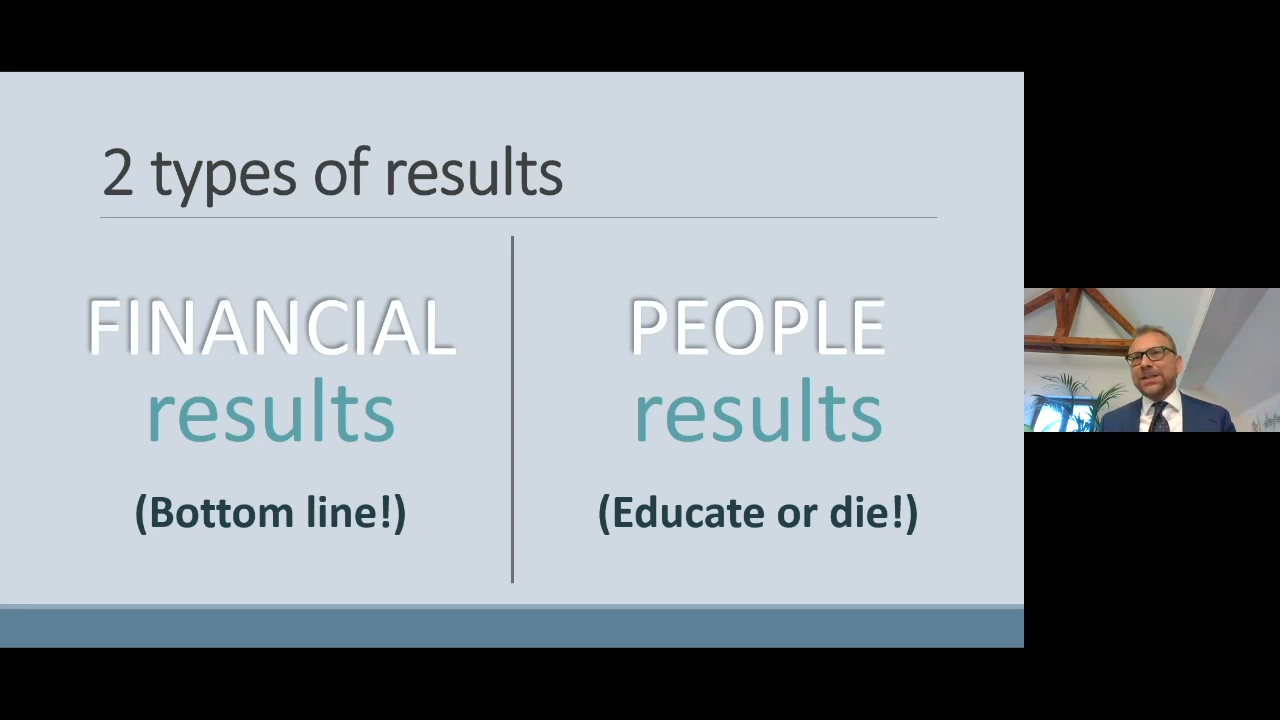 2 types of results
FINANCIAL
results
(Bottom line!)
PEOPLE
results
(Educate or die!)